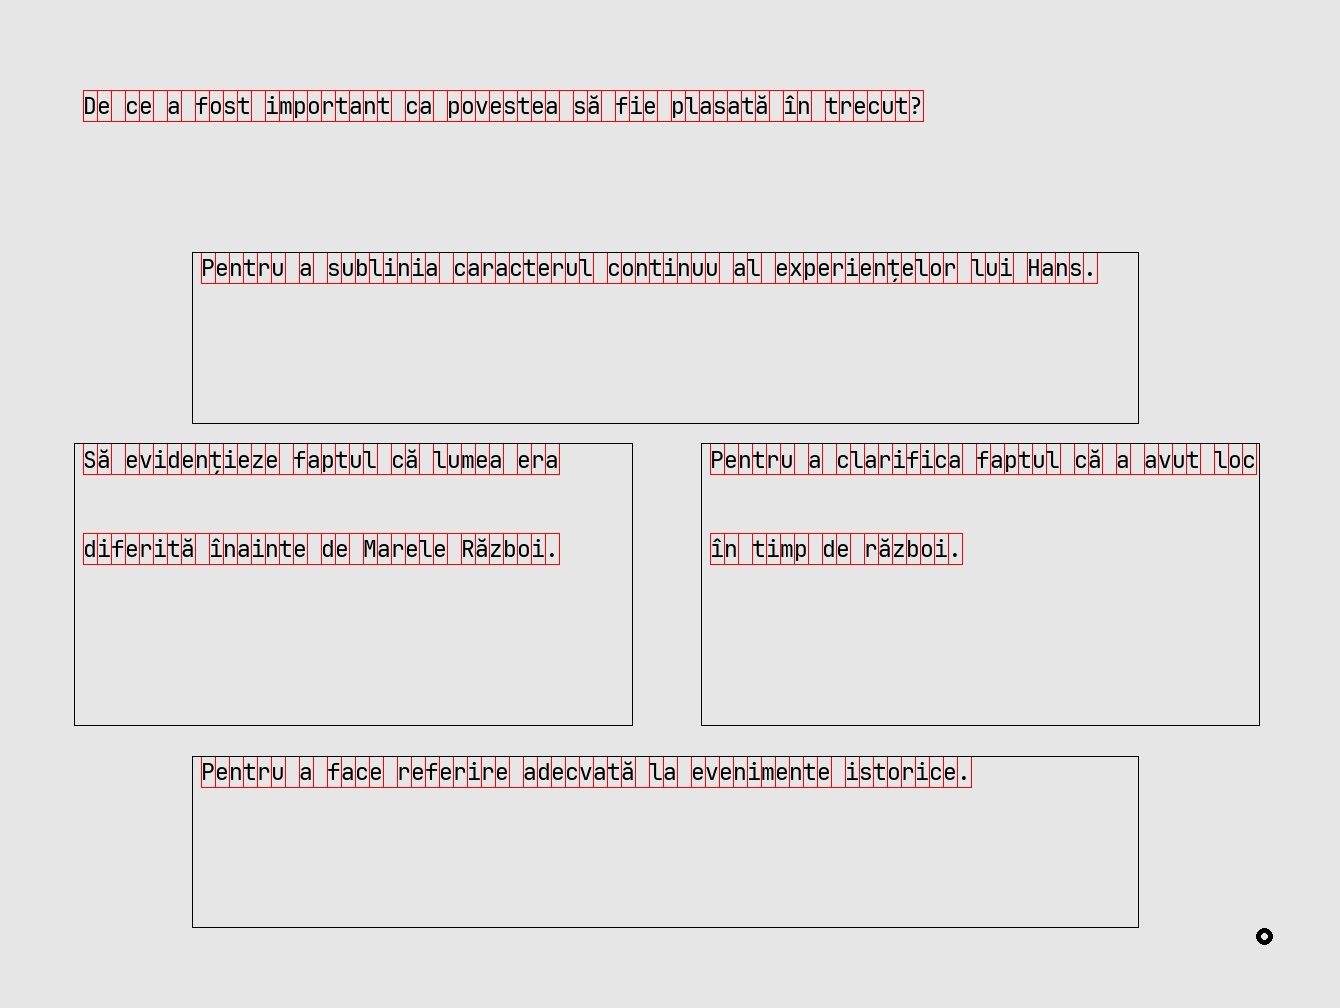 De ce a fost important ca povestea să fie plasată în trecut?
Pentru a sublinia caracterul continuu al experiențelor lui Hans.
Să evidențieze faptul că lumea era
diferită înainte de Marele Război.
Pentru a clarifica faptul că a avut loc
în timp de război.
Pentru a face referire adecvată la evenimente istorice.